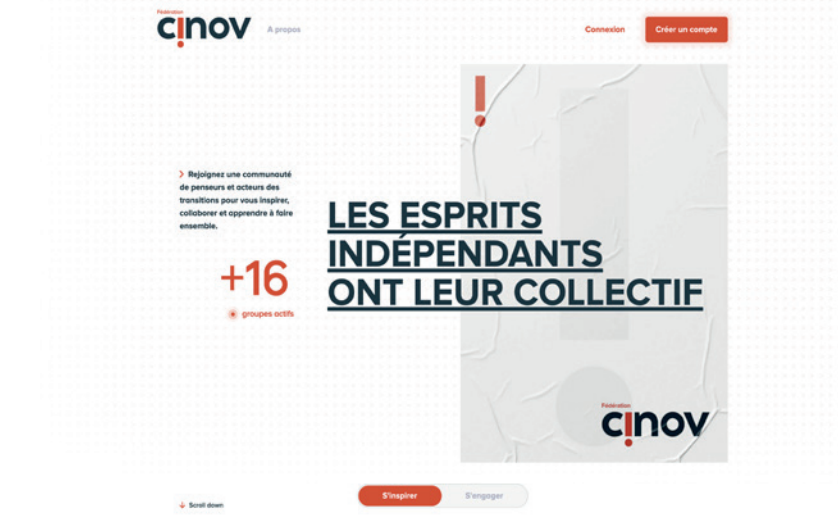 Fédération
cinov
A propos
Connexion
Créer un compte
!
Rejoignez une communauté
de penseurs et acteurs des
transitions pour vous inspirer,
collaborer et apprendre à faire
ensemble.
+16
groupes actifs
LES ESPRITS
INDÉPENDANTS
ONT LEUR COLLECTIF
Fédération
cinov
S'inspirer
S'engager
Scroll down